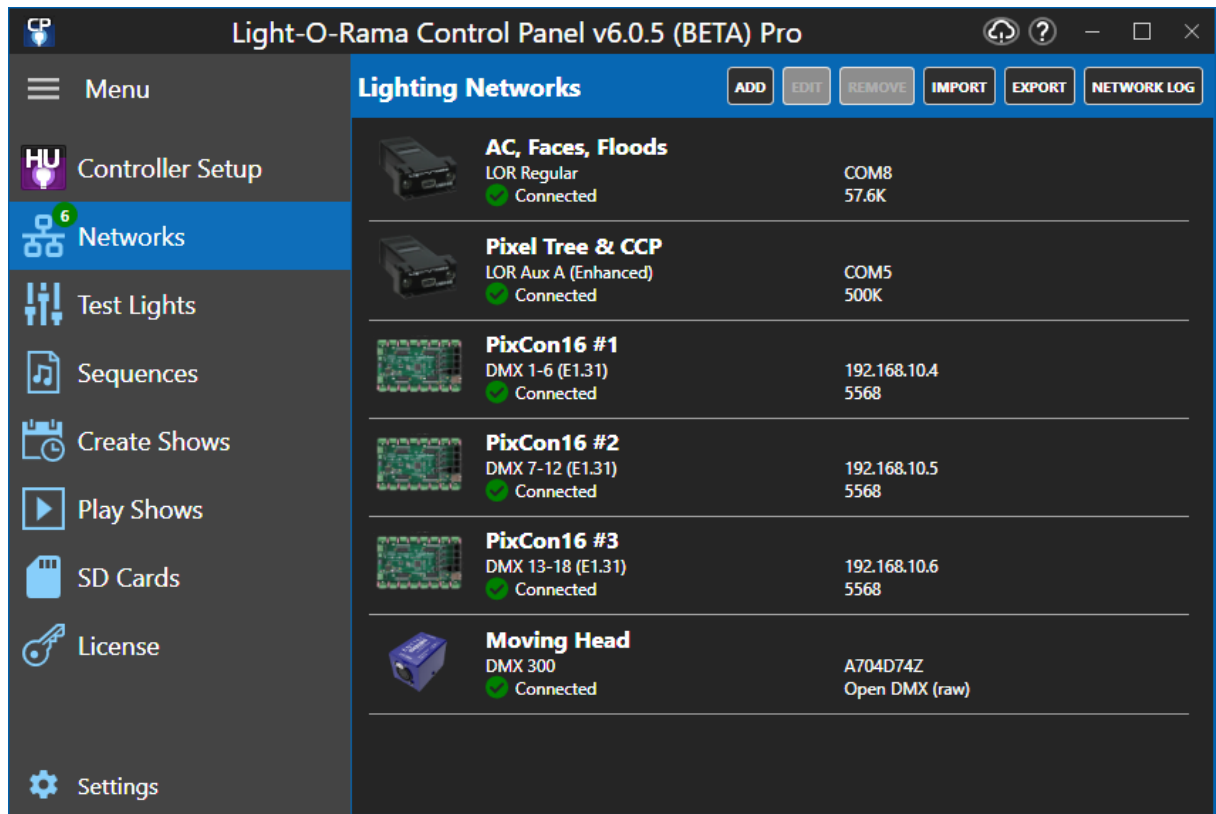 CP
Light-O-Rama Control Panel v6.0.5 (BETA) Pro
?
Menu
HU
Controller Setup
6
Networks
Test Lights
Sequences
Create Shows
Play Shows
SD Cards
License
Settings
Lighting Networks
ADD
EDIT
REMOVE
IMPORT
EXPORT
NETWORK LOG
AC, Faces, Floods
LOR Regular COM8
Connected 57.6K
Pixel Tree & CCP
LOR Aux A (Enhanced) COM5
Connected 500K
PixCon16 #1
DMX 1-6 (E1.31) 192.168.10.4
Connected 5568
PixCon16 #2
DMX 7-12 (E1.31) 192.168.10.5
Connected 5568
PixCon16 #3
DMX 13-18 (E1.31) 192.168.10.6
Connected 5568
Moving Head
DMX 300 A704D74Z
Connected Open DMX (raw)